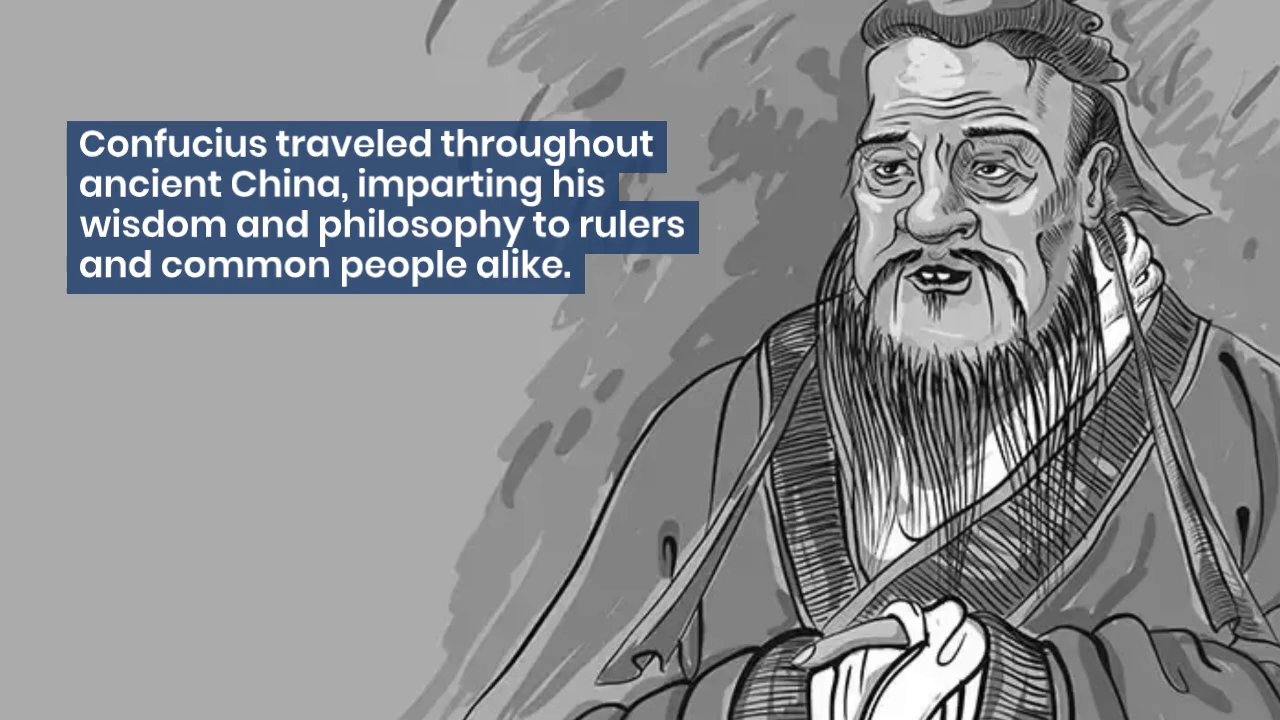 Confucius traveled throughout
ancient China, imparting his
wisdom and philosophy to rulers
and common people alike.